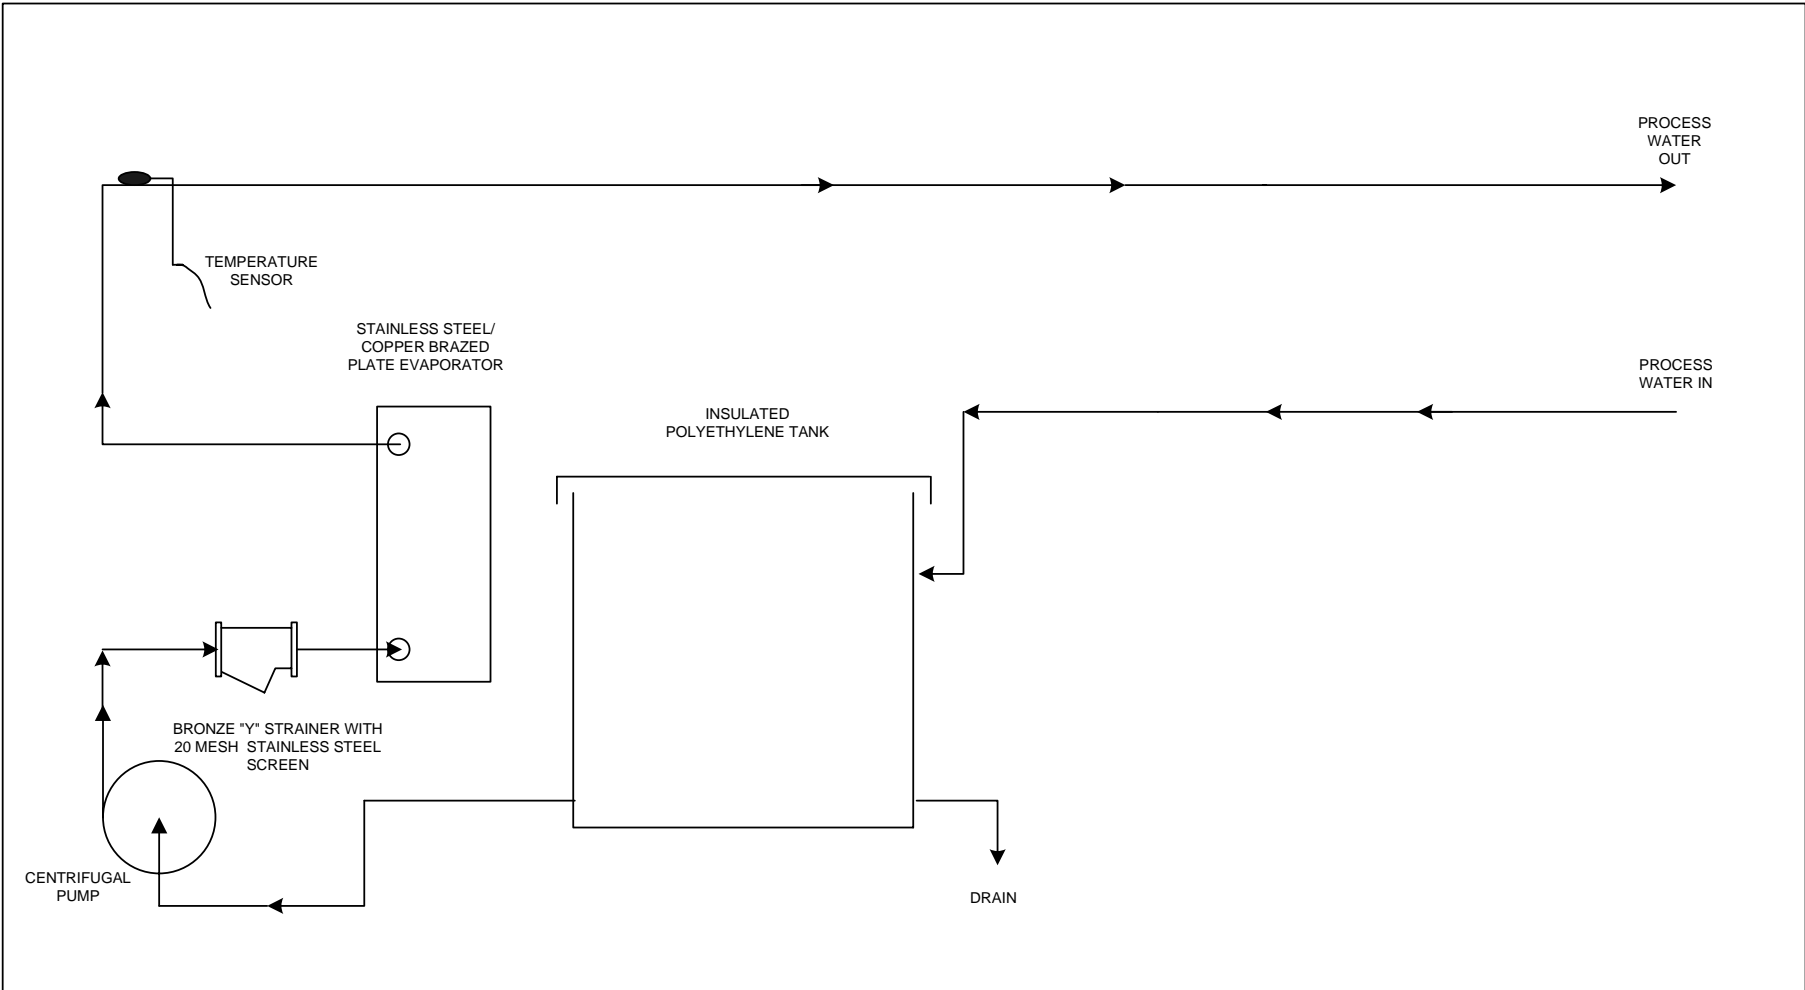 PROCESS
WATER
OUT
TEMPERATURE
SENSOR
STAINLESS STEEL/
COPPER BRAZED
PLATE EVAPORATOR
PROCESS
WATER IN
INSULATED
POLYETHYLENE TANK
BRONZE "Y" STRAINER WITH
20 MESH STAINLESS STEEL
SCREEN
CENTRIFUGAL
PUMP
DRAIN